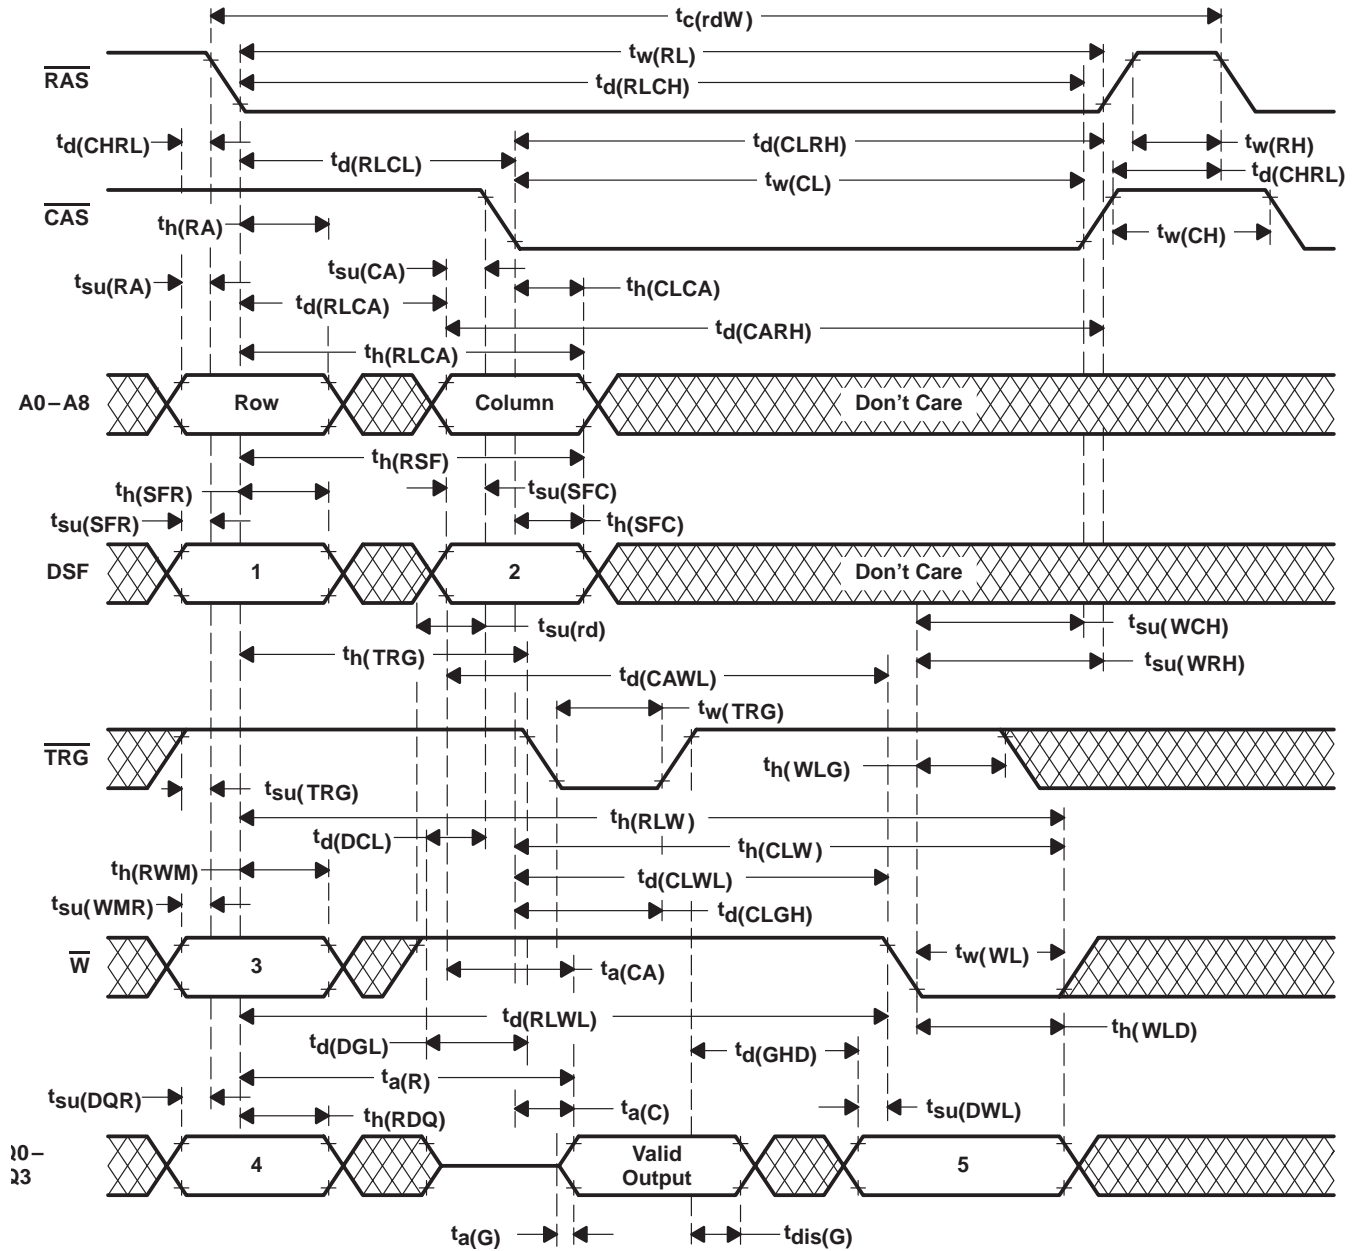 tc(rdW)
tw(RL)
RAS
td(RLCH)
td(CHRL)
td(RLCL)
td(CLRH)
tw(RH)
td(CHRL)
tw(CL)
CAS
th(RA)
tw(CH)
tsu(CA)
tsu(RA)
th(CLCA)
td(RLCA)
td(CARH)
th(RLCA)
A0–A8
Row
Column
Don't Care
th(RSF)
th(SFR)
tsu(SFC)
tsu(SFR)
th(SFC)
DSF
1
2
Don't Care
tsu(rd)
tsu(WCH)
th(TRG)
tsu(WRH)
td(CAWL)
tw(TRG)
TRG
th(WLG)
tsu(TRG)
th(RLW)
td(DCL)
th(CLW)
th(RWM)
td(CLWL)
tsu(WMR)
td(CLGH)
W
3
tw(WL)
ta(CA)
td(RLWL)
th(WLD)
td(DGL)
td(GHD)
ta(R)
tsu(DQR)
th(RDQ)
ta(C)
tsu(DWL)
Q0–
Q3
4
Valid
Output
5
ta(G)
tdis(G)